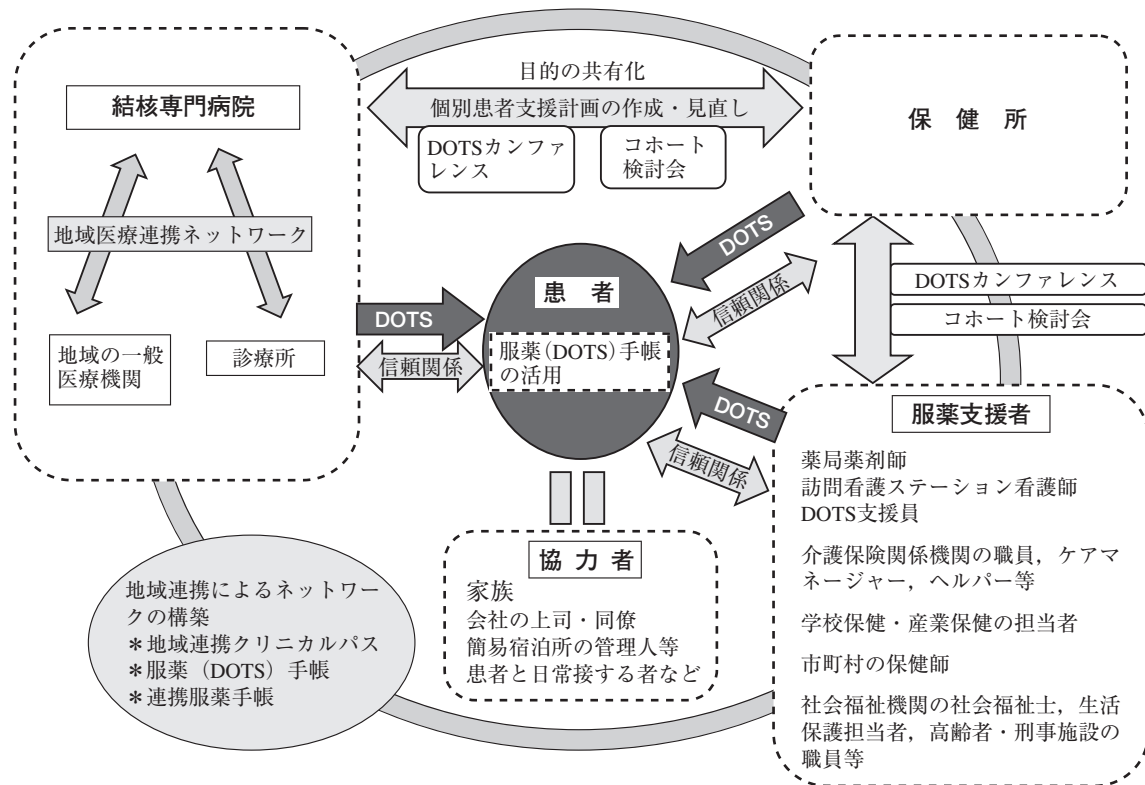 結核専門病院
地域医療連携ネットワーク
地域の一般
医療機関
診療所
目的の共有化
個別患者支援計画の作成・見直し
DOTSカンファ
レンス
コホート
検討会
保健所
DOTS
信頼関係
DOTSカンファレンス
コホート検討会
患者
服薬(DOTS)手帳
の活用
DOTS
信頼関係
DOTS
信頼関係
服薬支援者
薬局薬剤師
訪問看護ステーション看護師
DOTS支援員
介護保険関係機関の職員，ケアマ
ネージャー，ヘルパー等
学校保健・産業保健の担当者
市町村の保健師
社会福祉機関の社会福祉士，生活
保護担当者，高齢者・刑事施設の
職員等
協力者
家族
会社の上司・同僚
簡易宿泊所の管理人等
患者と日常接する者など
地域連携によるネットワー
クの構築
＊地域連携クリニカルパス
＊服薬（DOTS）手帳
＊連携服薬手帳